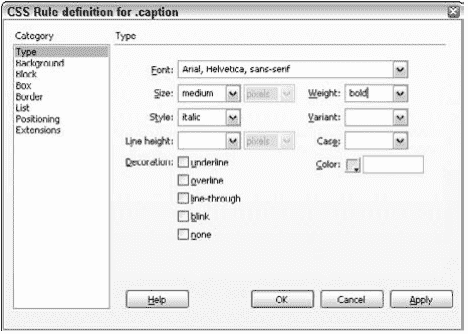 CSS Rule definition for .caption
Category
Type
Type
Background
Block
Box
Border
List
Positioning
Extensions
Font: Arial, Helvetica, sans-serif
Size: medium pixels Weight: bold
Style: italic Variant:
Line height: pixels Case:
Decoration: underline Color:
overline
line-through
blink
none
Help OK Cancel Apply